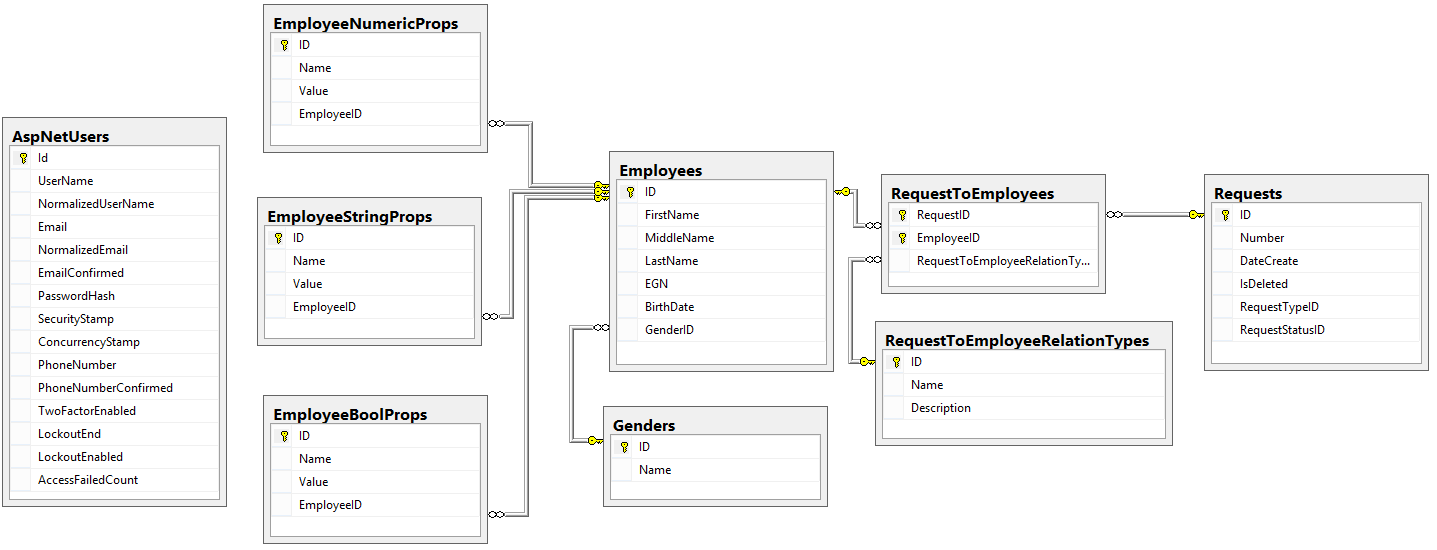 AspNetUsers
Id
UserName
NormalizedUserName
Email
NormalizedEmail
EmailConfirmed
PasswordHash
SecurityStamp
ConcurrencyStamp
PhoneNumber
PhoneNumberConfirmed
TwoFactorEnabled
LockoutEnd
LockoutEnabled
AccessFailedCount
EmployeeNumericProps
ID
Name
Value
EmployeeID
EmployeeStringProps
ID
Name
Value
EmployeeID
EmployeeBoolProps
ID
Name
Value
EmployeeID
Employees
ID
FirstName
MiddleName
LastName
EGN
BirthDate
GenderID
Genders
ID
Name
RequestToEmployees
RequestID
EmployeeID
RequestToEmployeeRelationTy...
RequestToEmployeeRelationTypes
ID
Name
Description
Requests
ID
Number
DateCreate
IsDeleted
RequestTypeID
RequestStatusID